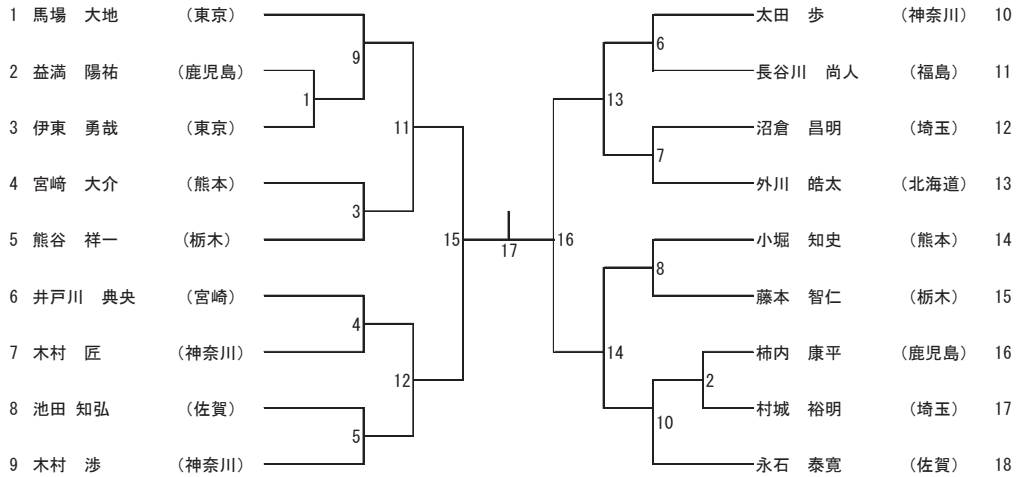 1 馬場　大地 （東京）
2 益満　陽祐 （鹿児島）
3 伊東　勇哉 （東京）
4 宮﨑　大介 （熊本）
5 熊谷　祥一 （栃木）
6 井戸川　典央 （宮崎）
7 木村　匠 （神奈川）
8 池田 知弘 （佐賀）
9 木村　渉 （神奈川）
9
1
11
3
15
4
12
5
17
6
13
7
16
8
14
2
10
太田　歩 （神奈川） 10
長谷川　尚人 （福島） 11
沼倉　昌明 （埼玉） 12
外川　皓太 （北海道） 13
小堀　知史 （熊本） 14
藤本　智仁 （栃木） 15
柿内　康平 （鹿児島） 16
村城　裕明 （埼玉） 17
永石　泰寛 （佐賀） 18